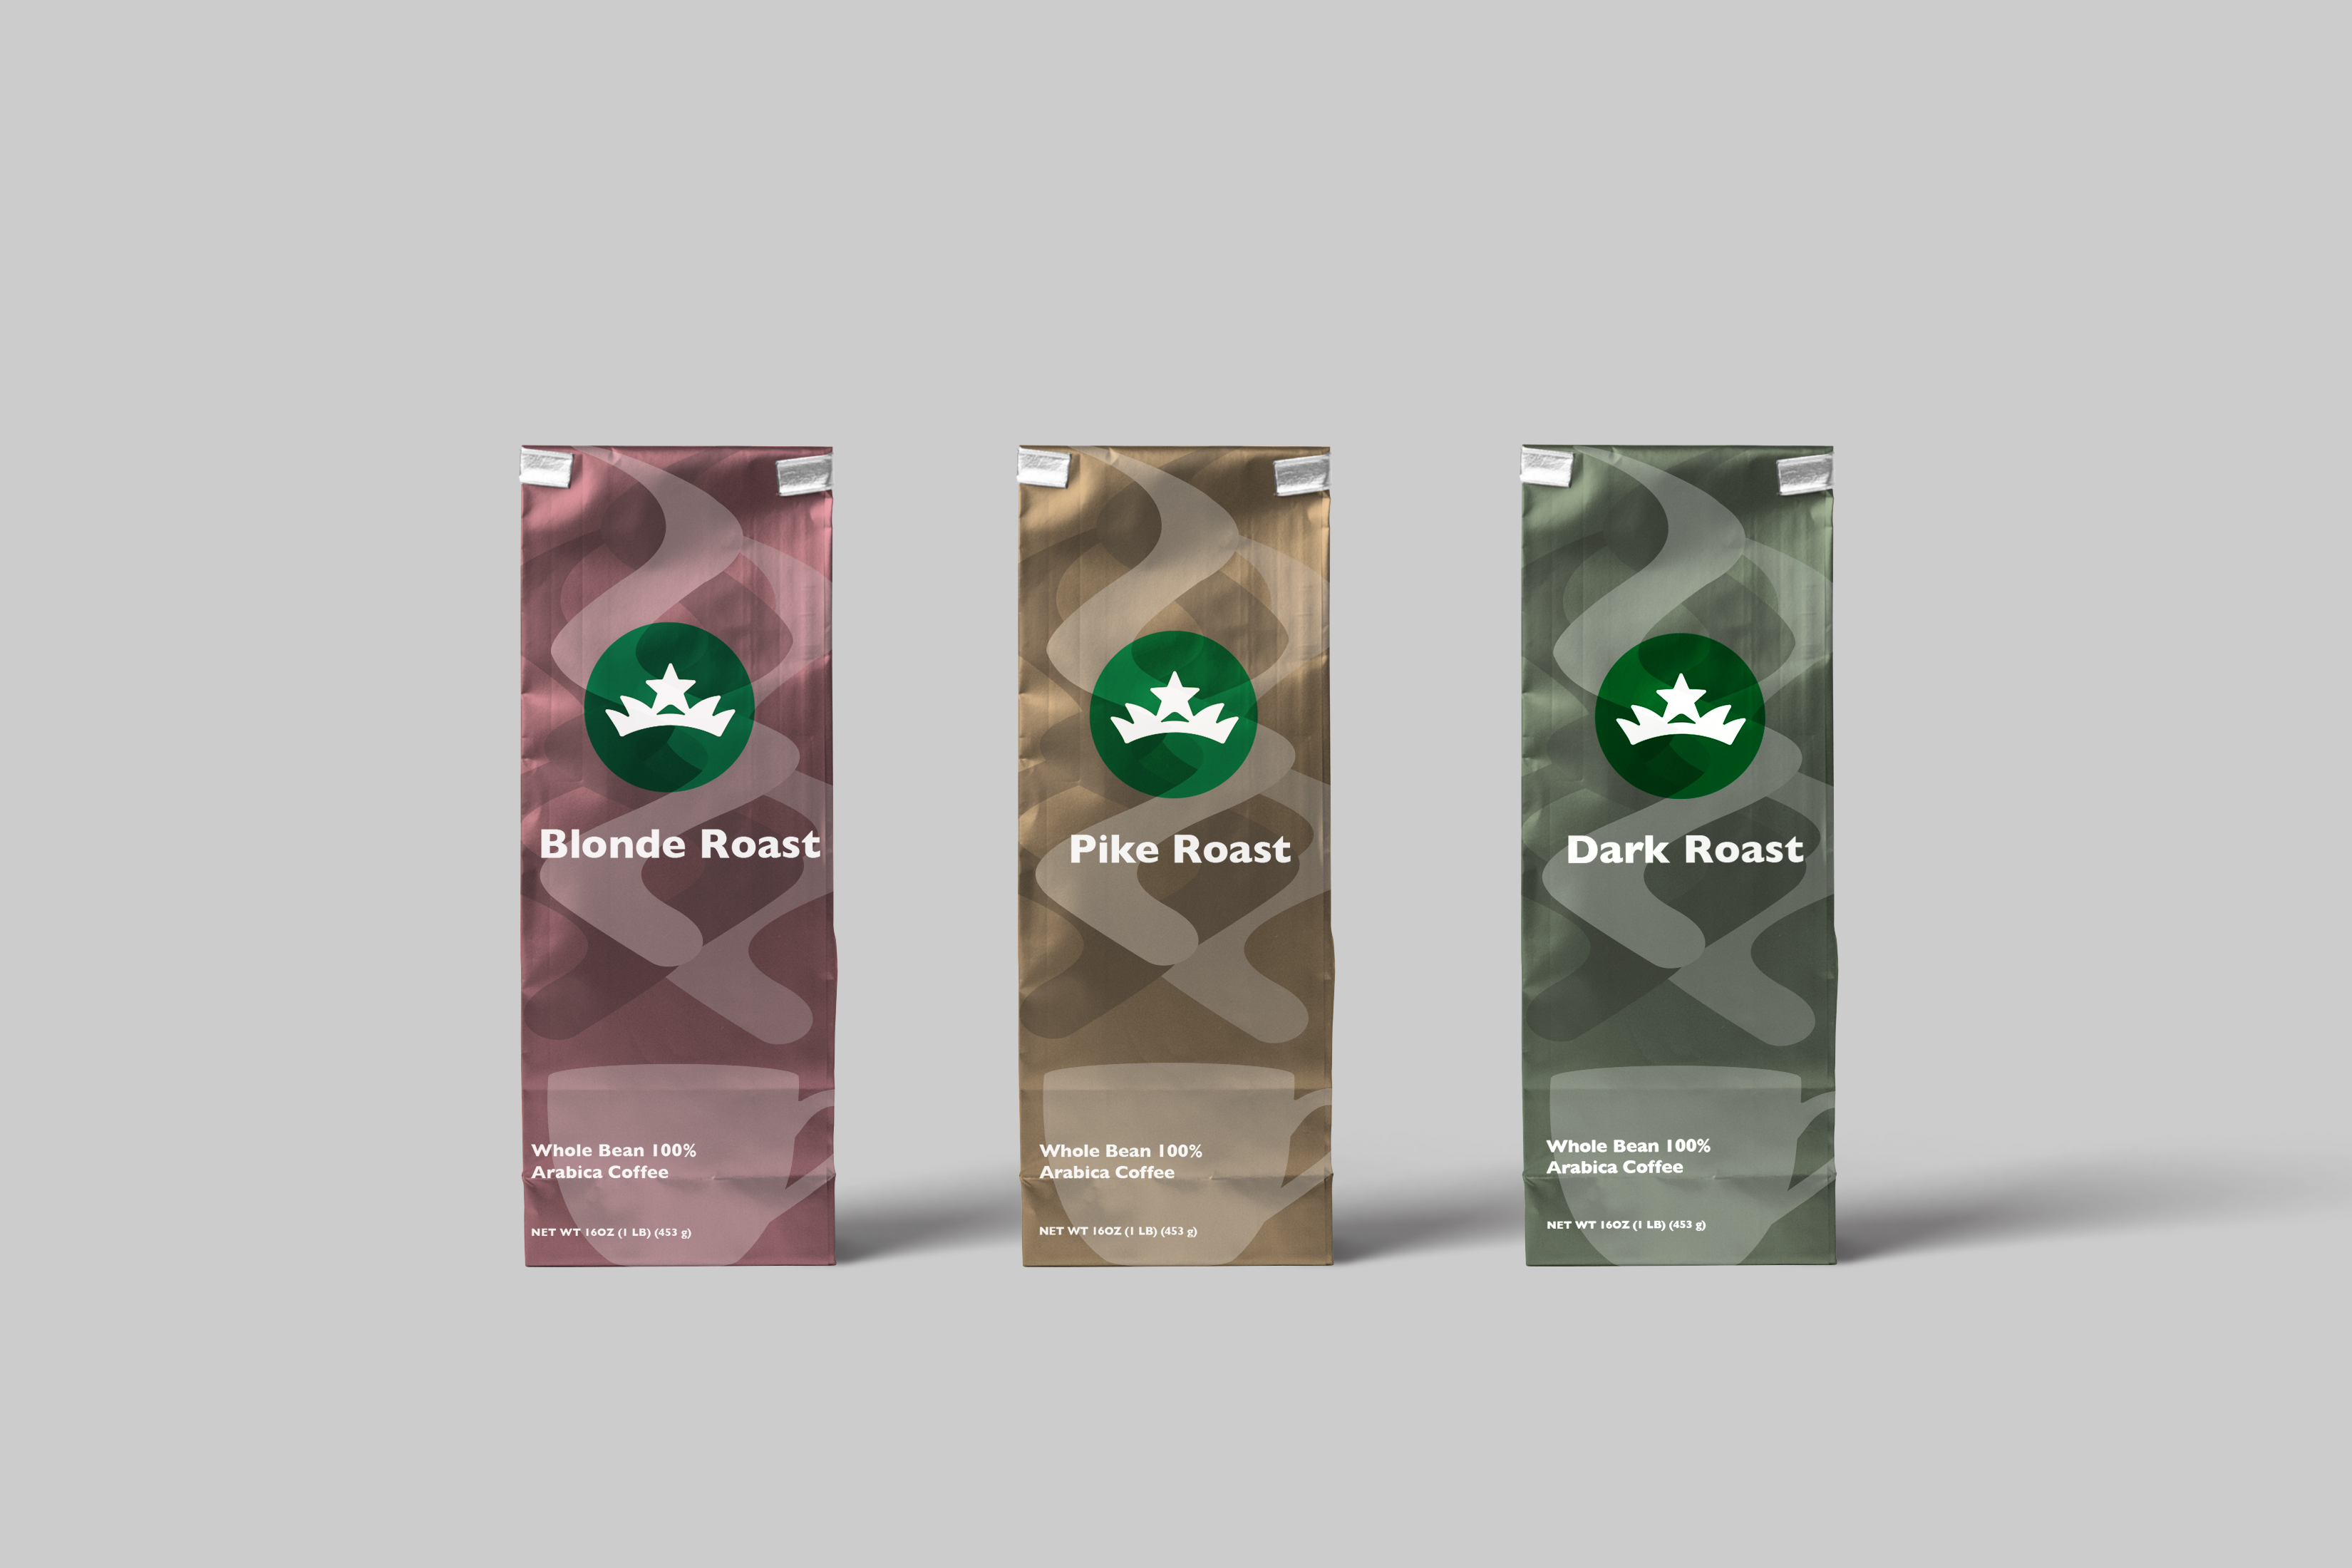 Blonde Roast
Whole Bean 100%
Arabica Coffee
NET WT 16OZ (1 LB) (453 g)
Pike Roast
Whole Bean 100%
Arabica Coffee
NET WT 16OZ (1 LB) (453 g)
Dark Roast
Whole Bean 100%
Arabica Coffee
NET WT 16OZ (1 LB) (453 g)